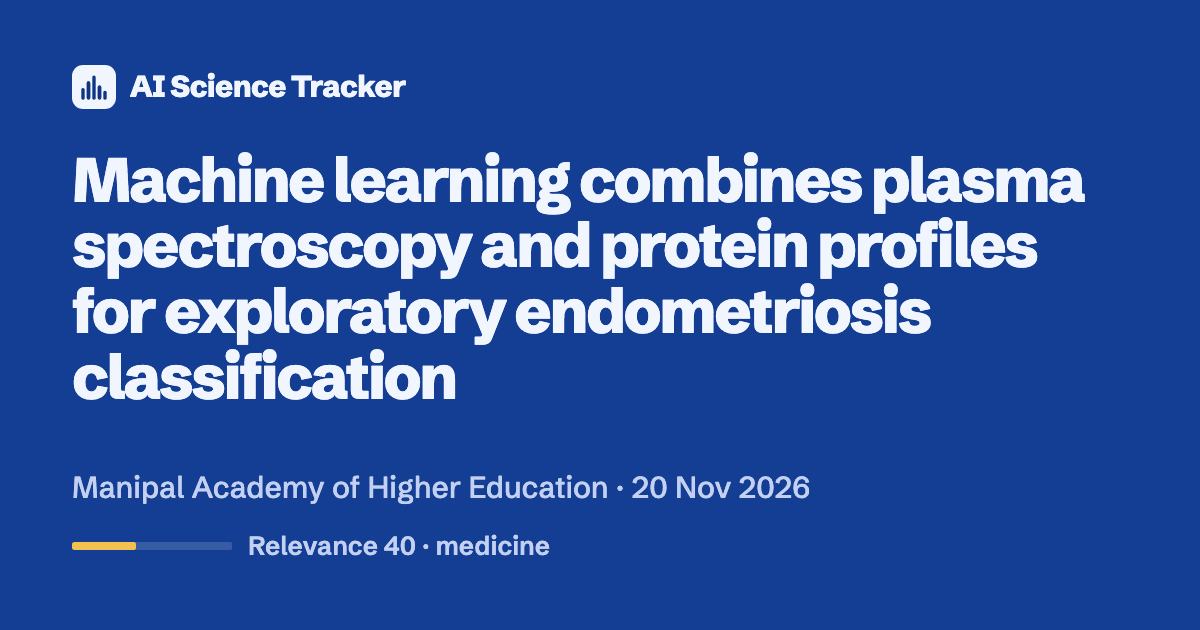 AI Science Tracker
Machine learning combines plasma
spectroscopy and protein profiles
for exploratory endometriosis
classification
Manipal Academy of Higher Education · 20 Nov 2026
Relevance 40 · medicine